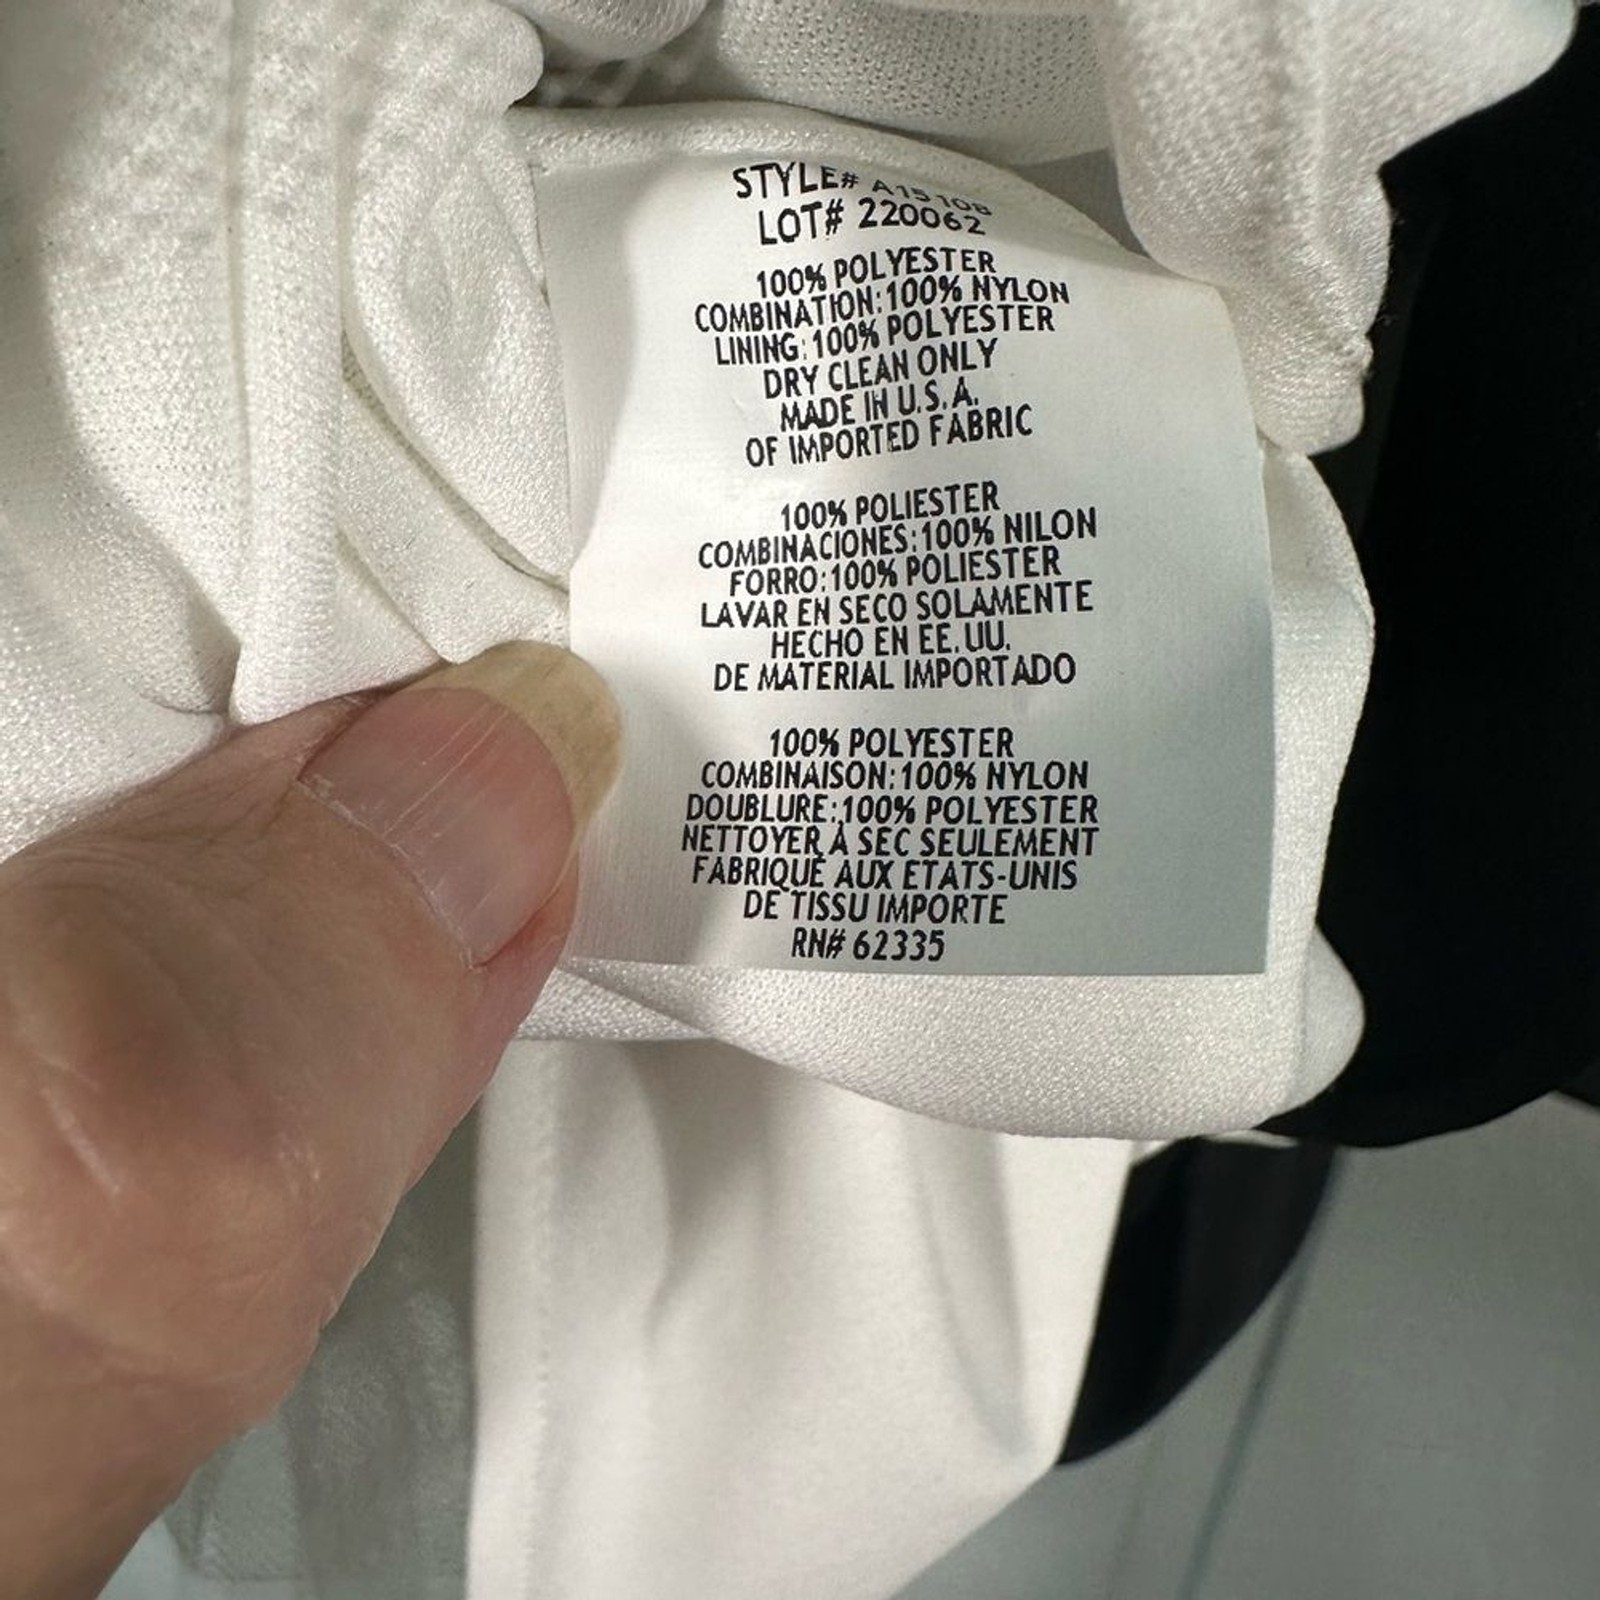 STYLE# A15108
LOT# 220062
100% POLYESTER
COMBINATION:100% NYLON
LINING:100% POLYESTER
DRY CLEAN ONLY
MADE IN U.S.A.
OF IMPORTED FABRIC
100% POLIESTER
COMBINACIONES:100% NILON
FORRO:100% POLIESTER
LAVAR EN SECO SOLAMENTE
HECHO EN EE.UU.
DE MATERIAL IMPORTADO
100% POLYESTER
COMBINAISON:100% NYLON
DOUBLURE:100% POLYESTER
NETTOYER À SEC SEULEMENT
FABRIQUÉ AUX ETATS-UNIS
DE TISSU IMPORTE
RN# 62335